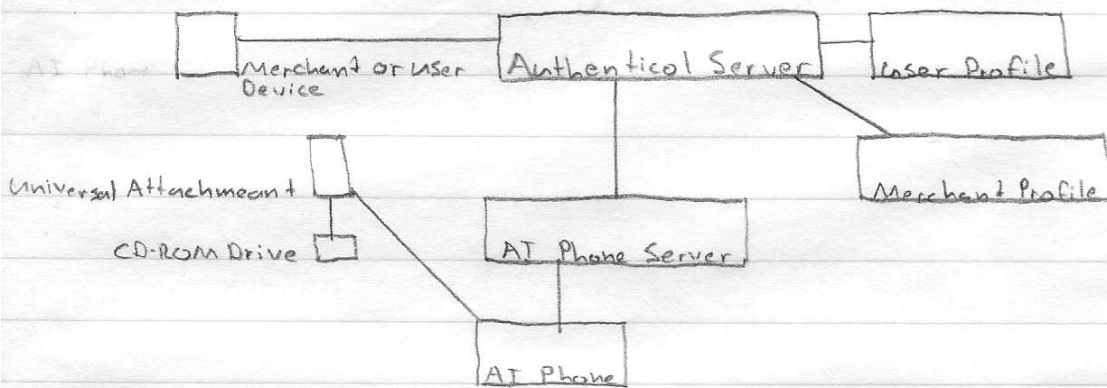 AI Phone
Merchant or user
Device
Authenticol Server
User Profile
Universal Attachmeant
Merchant Profile
CD-ROM Drive
AI Phone Server
AI Phone